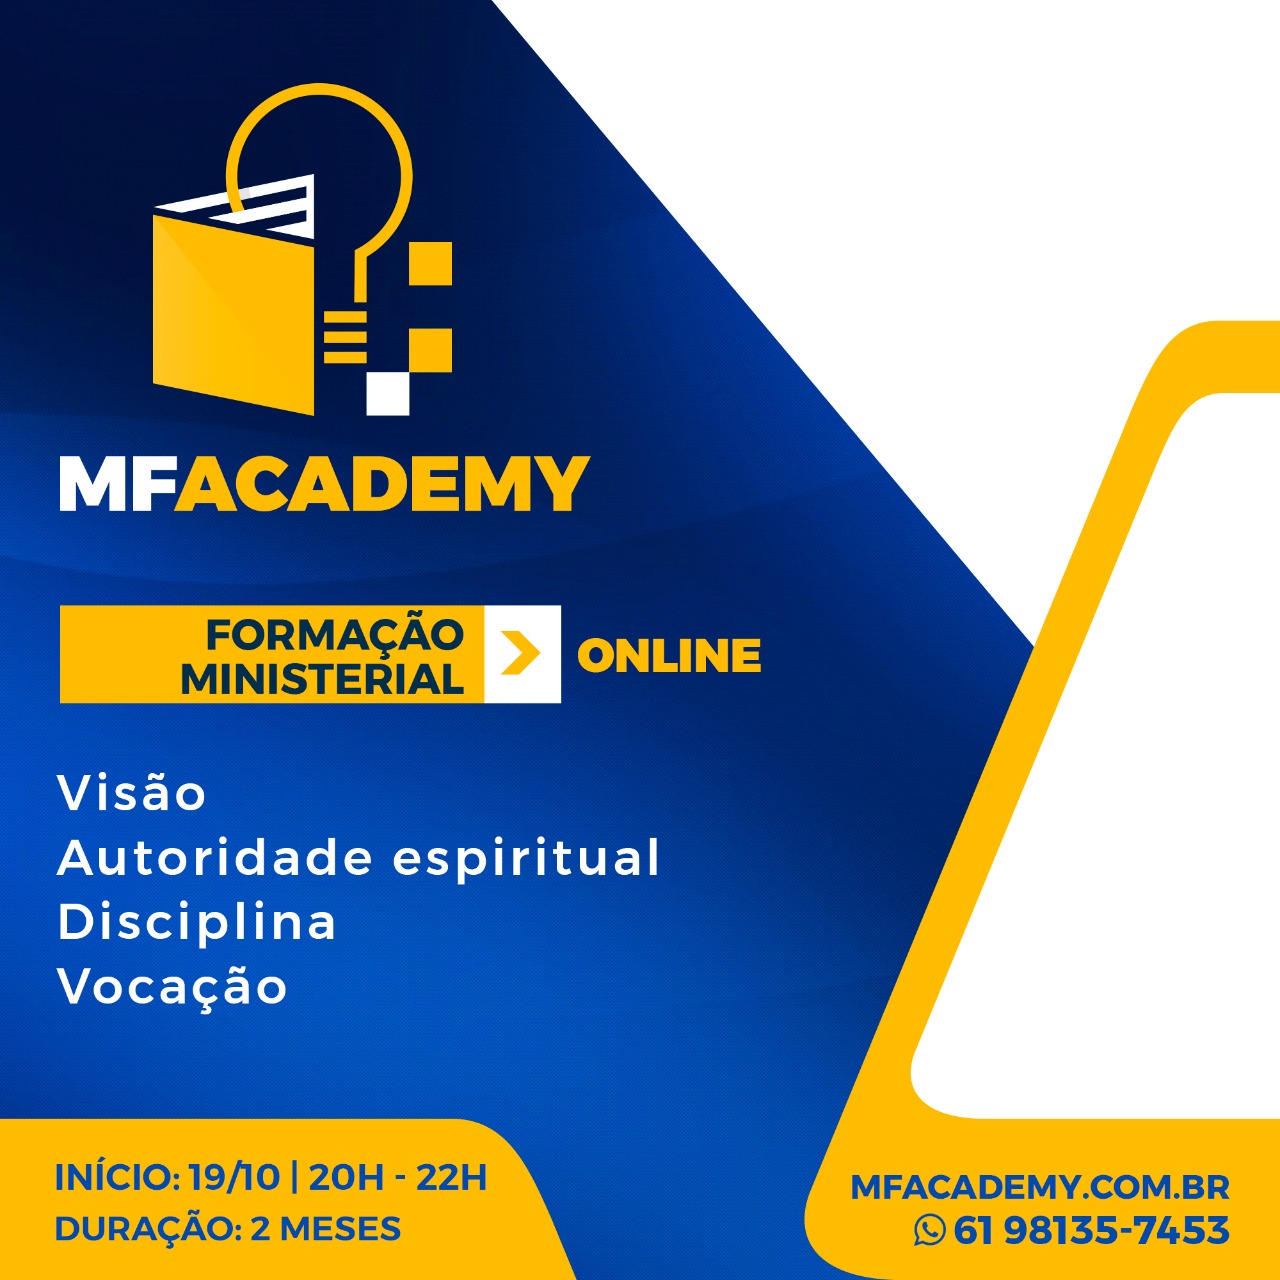 MFACADEMY
FORMAÇÃO
MINISTERIAL
ONLINE
Visão
Autoridade espiritual
Disciplina
Vocação
INÍCIO: 19/10 | 20H - 22H
DURAÇÃO: 2 MESES
MFACADEMY.COM.BR
61 98135-7453